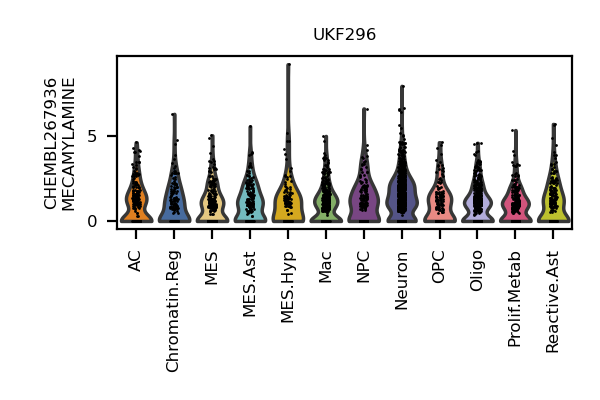 UKF296
CHEMBL267936
MECAMYLAMINE
5
0
AC
Chromatin.Reg
MES
MES.Ast
MES.Hyp
Mac
NPC
Neuron
OPC
Oligo
Prolif.Metab
Reactive.Ast